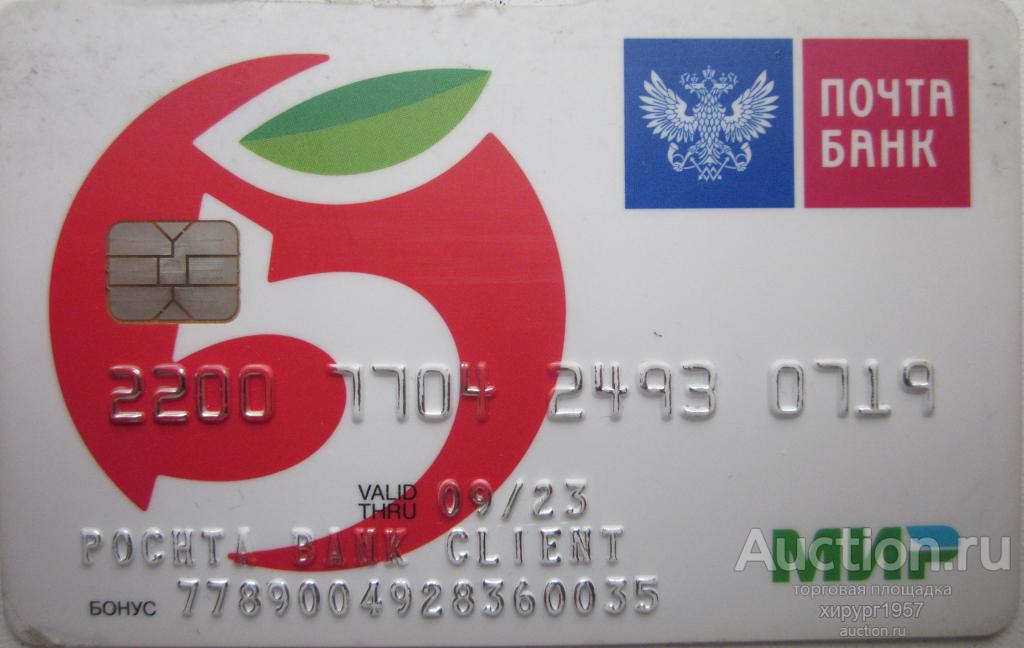 ПОЧТА
БАНК
5
2200 7704 2493 0719
VALID THRU 09/23
POCHTA BANK CLIENT
БОНУС 7789004928360035
МИР
Auction.ru
торговая площадка
хирург1957
auction.ru